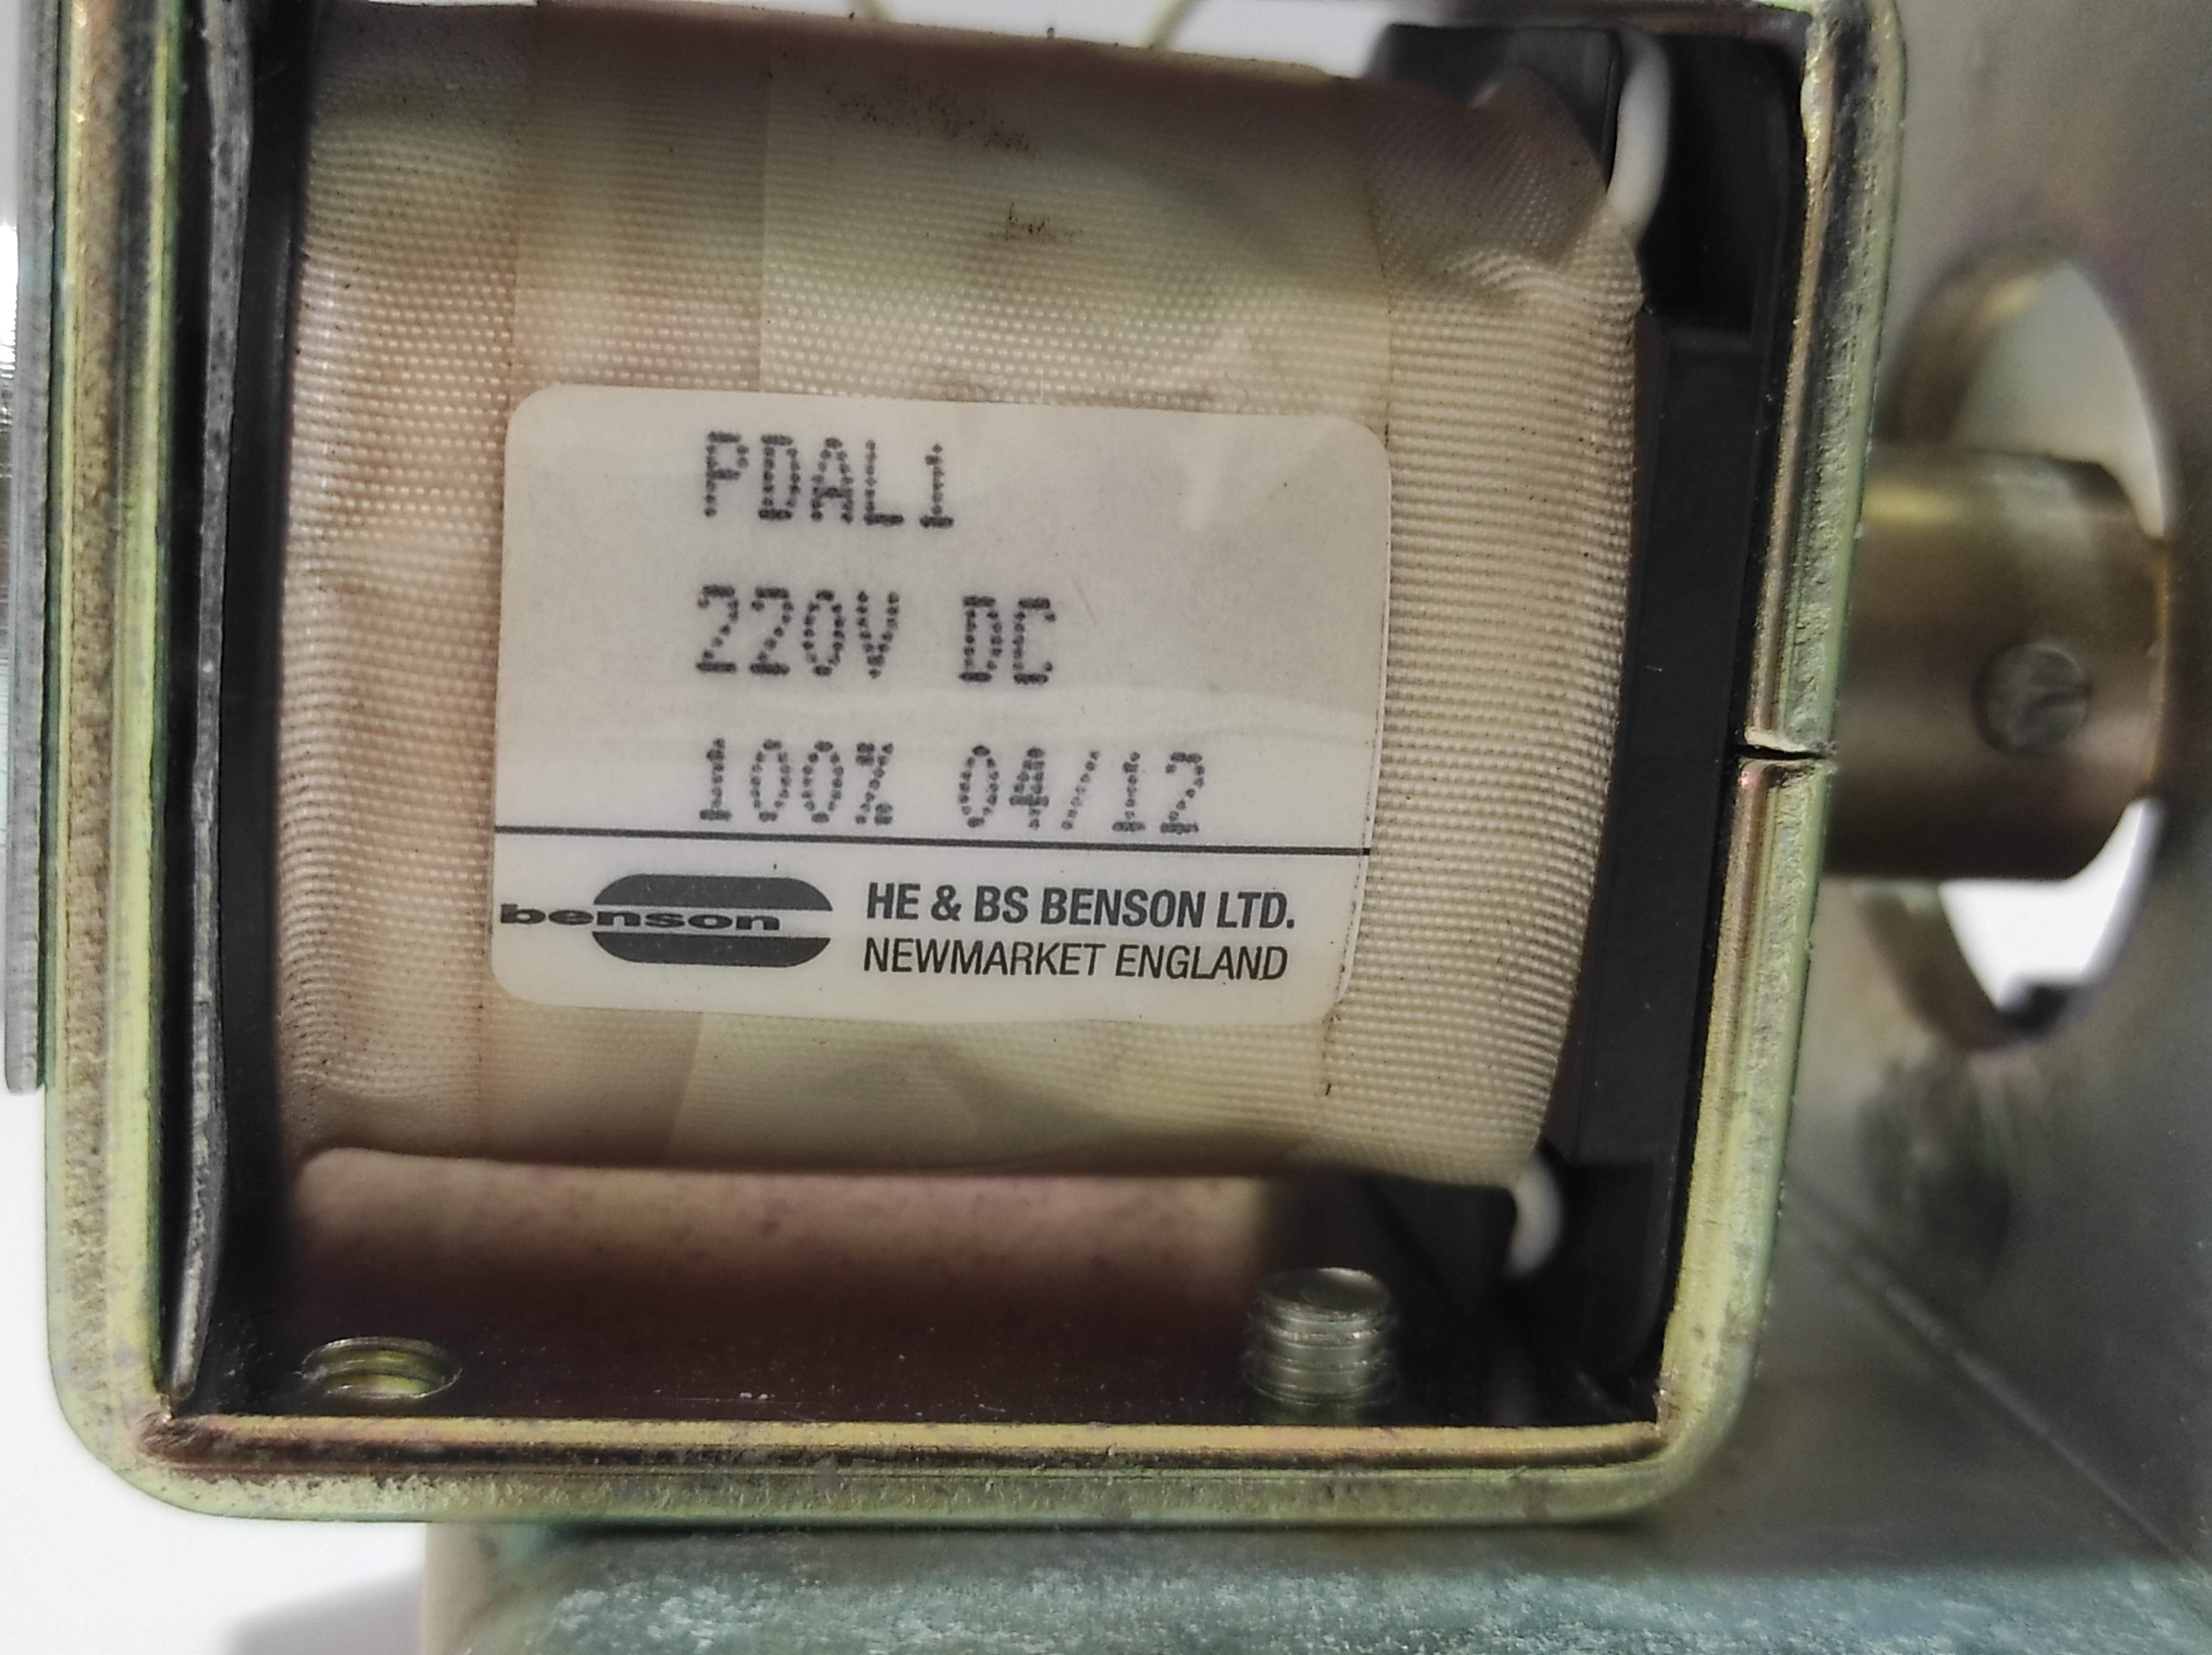 PDAL1
220V DC
100% 04/12
benson
HE & BS BENSON LTD.
NEWMARKET ENGLAND